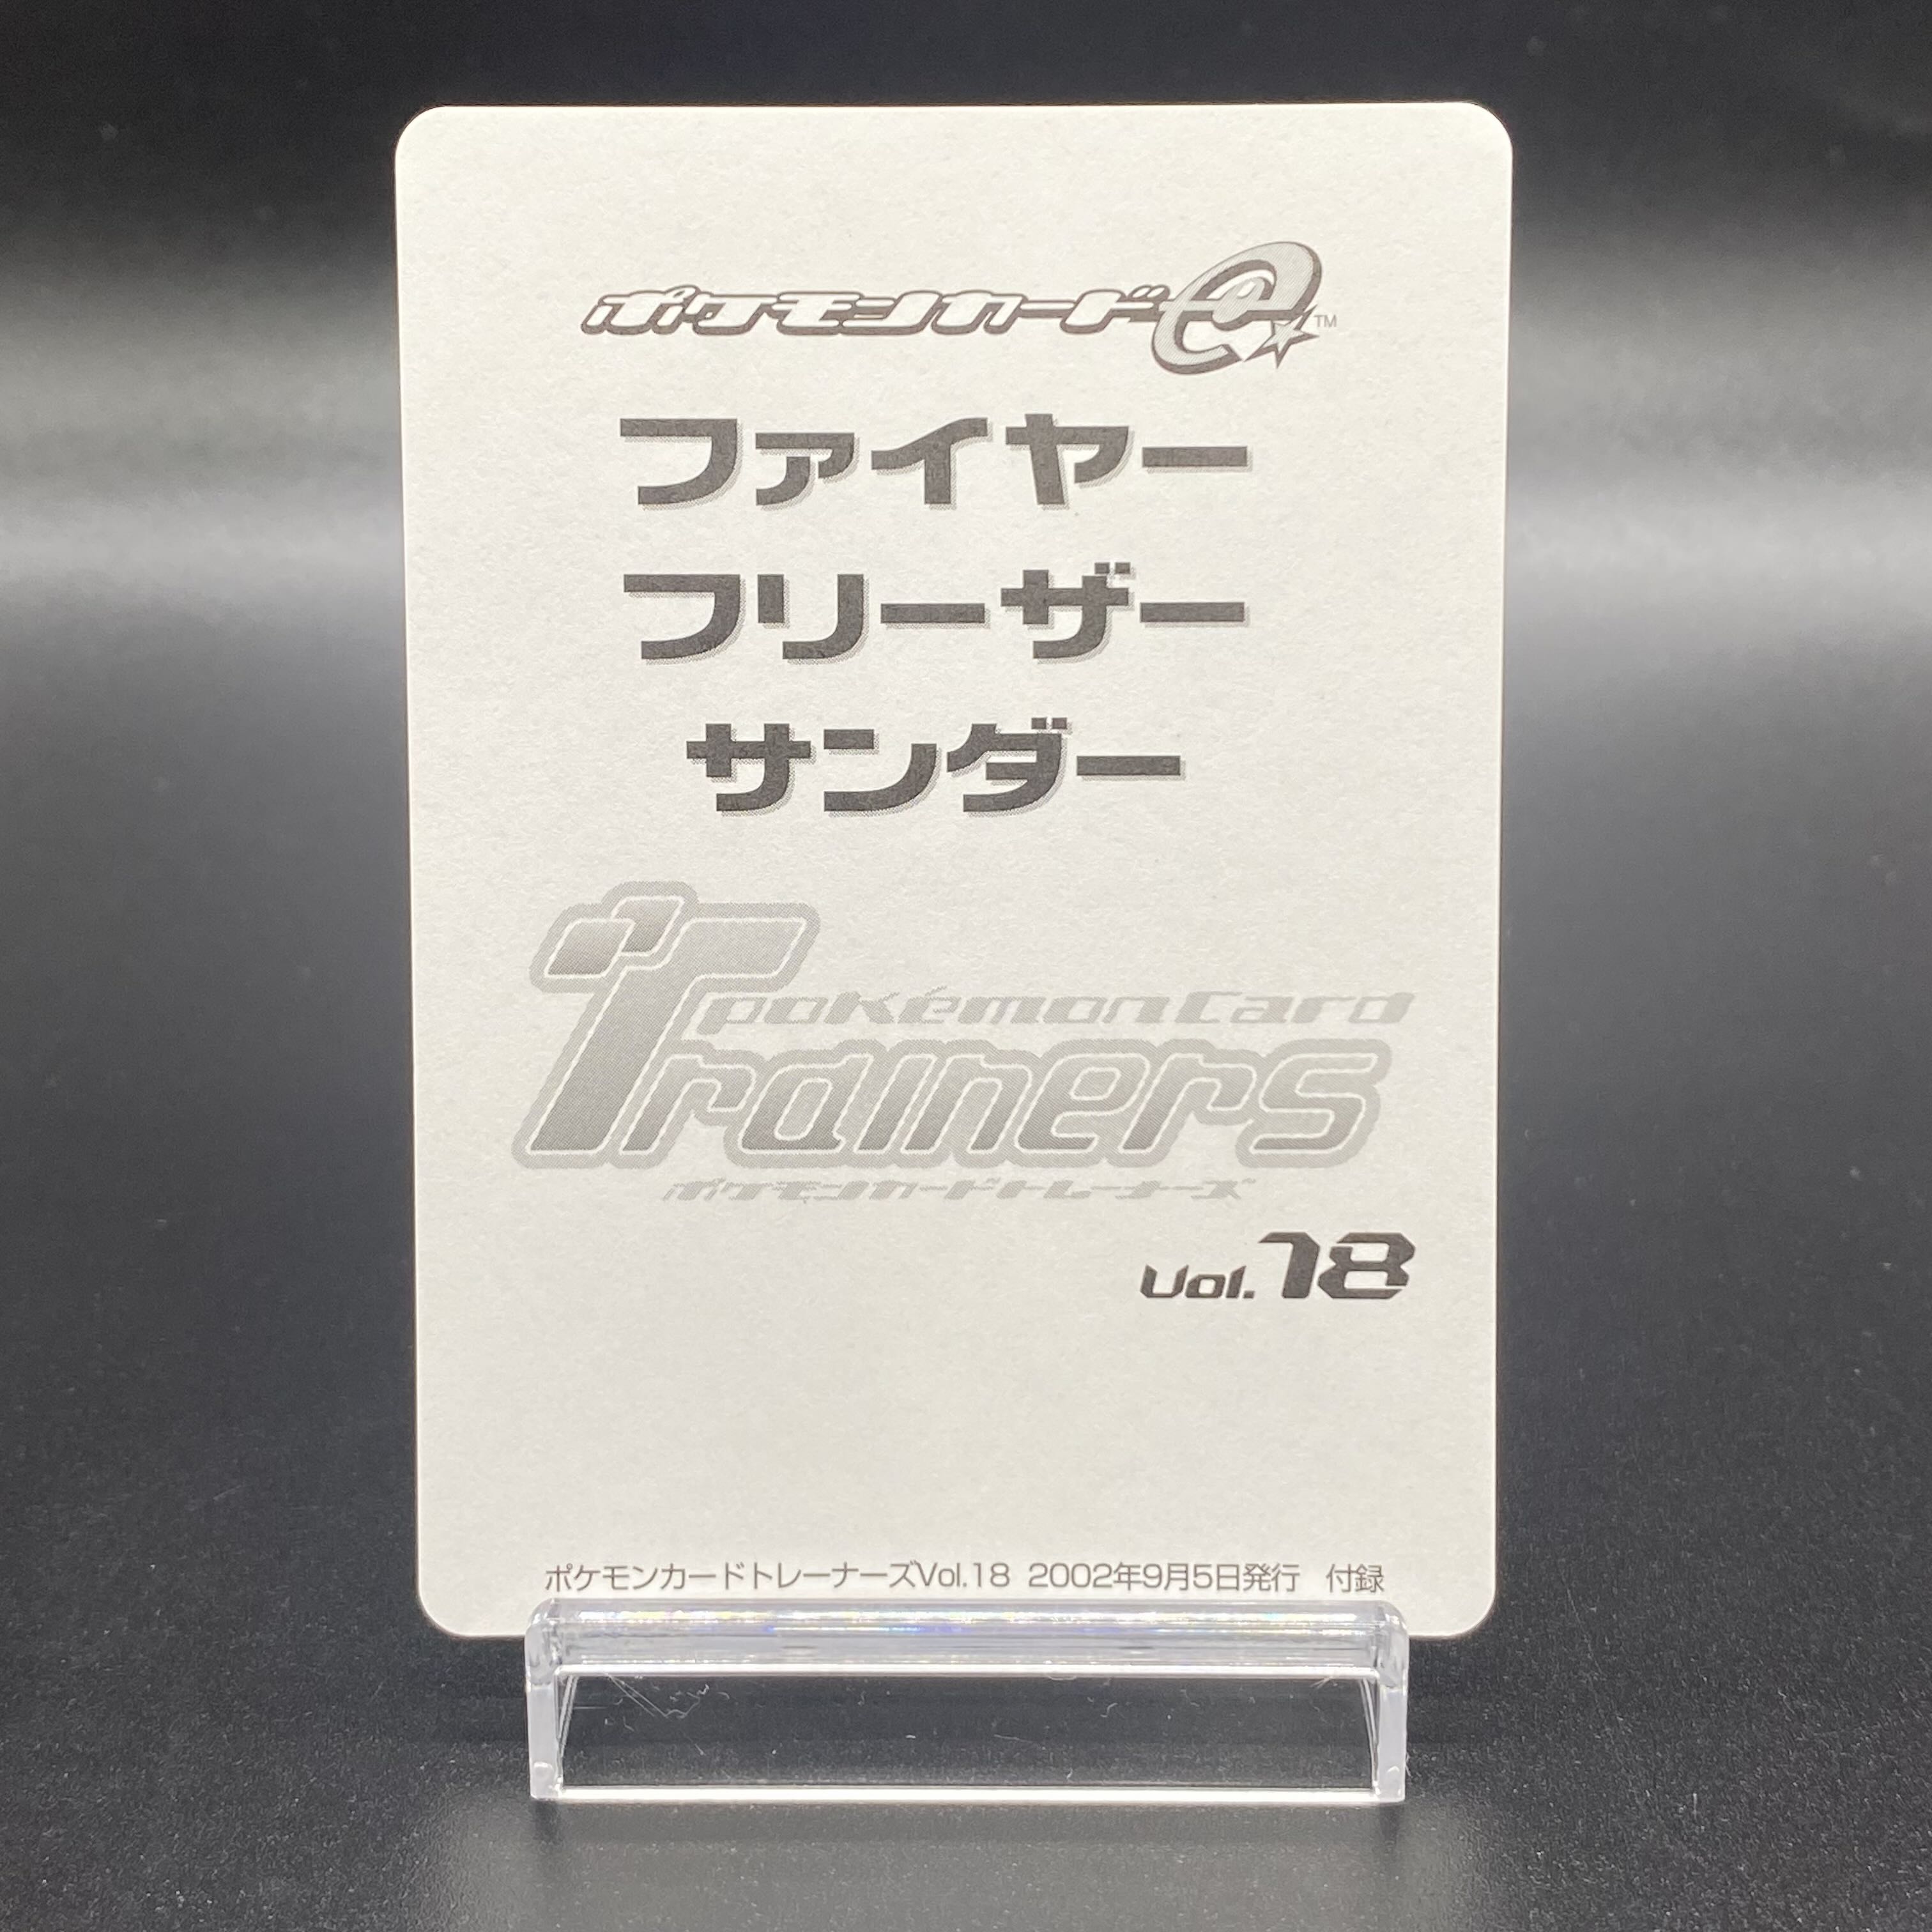 ポケモンカードe™
ファイヤー
フリーザー
サンダー
pokémon card
Trainers
ポケモンカードトレーナーズ
Vol.18
ポケモンカードトレーナーズVol.18 2002年9月5日発行 付録